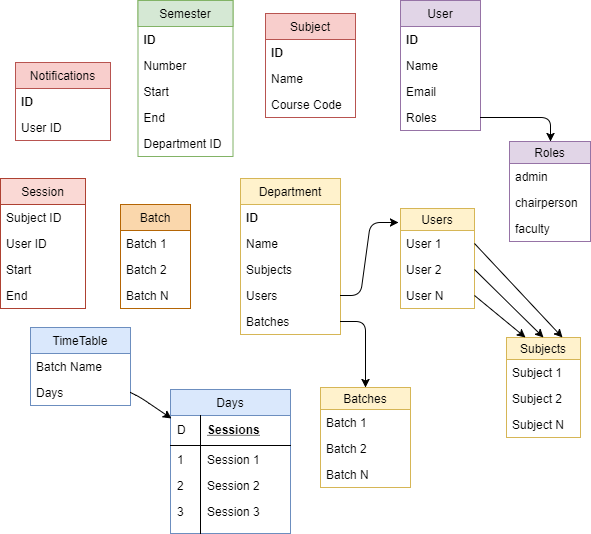 Semester
ID
Number
Start
End
Department ID
Subject
ID
Name
Course Code
User
ID
Name
Email
Roles
Notifications
ID
User ID
Roles
admin
chairperson
faculty
Session
Subject ID
User ID
Start
End
Batch
Batch 1
Batch 2
Batch N
Department
ID
Name
Subjects
Users
Batches
Users
User 1
User 2
User N
TimeTable
Batch Name
Days
Subjects
Subject 1
Subject 2
Subject N
Days
D Sessions
1 Session 1
2 Session 2
3 Session 3
Batches
Batch 1
Batch 2
Batch N